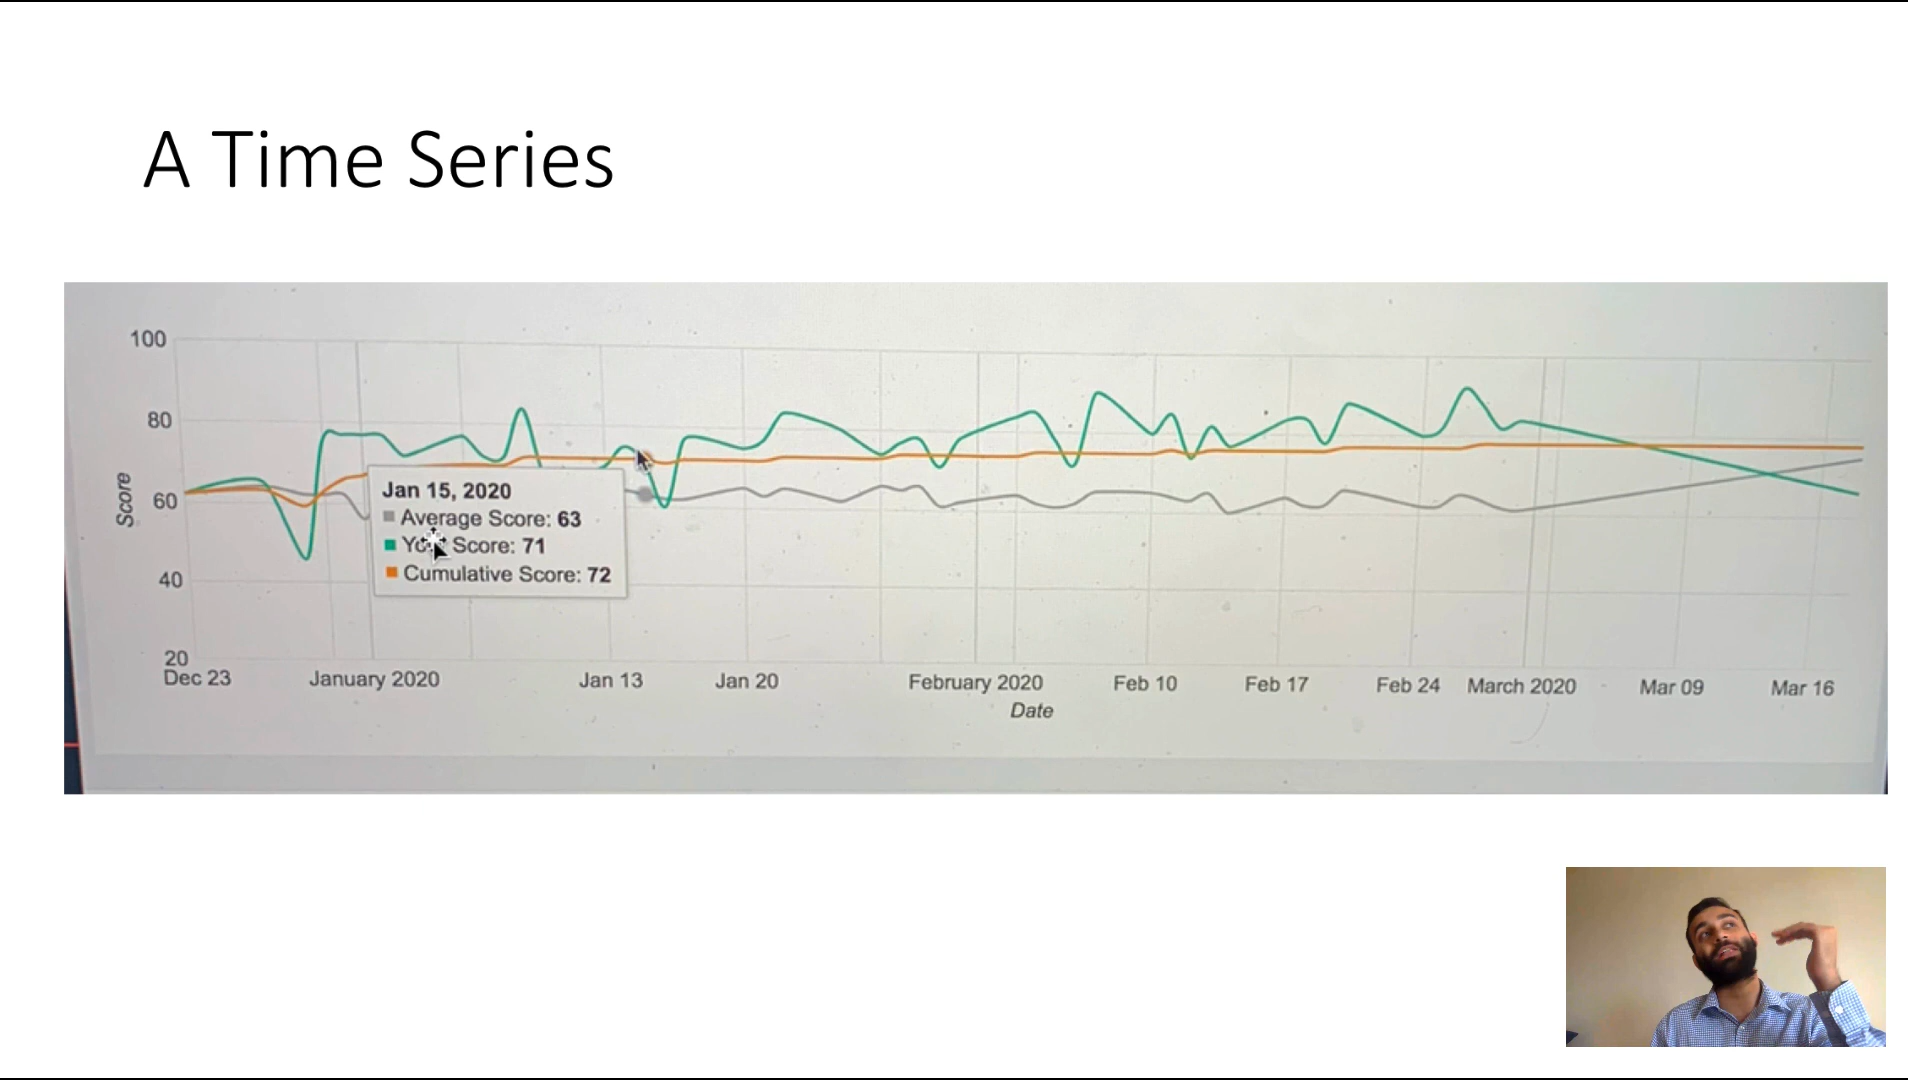 A Time Series
100
80
60
40
20
Score
Jan 15, 2020
Average Score: 63
Score: 71
Cumulative Score: 72
Dec 23
January 2020
Jan 13
Jan 20
February 2020
Feb 10
Feb 17
Feb 24
March 2020
Mar 09
Mar 16
Date